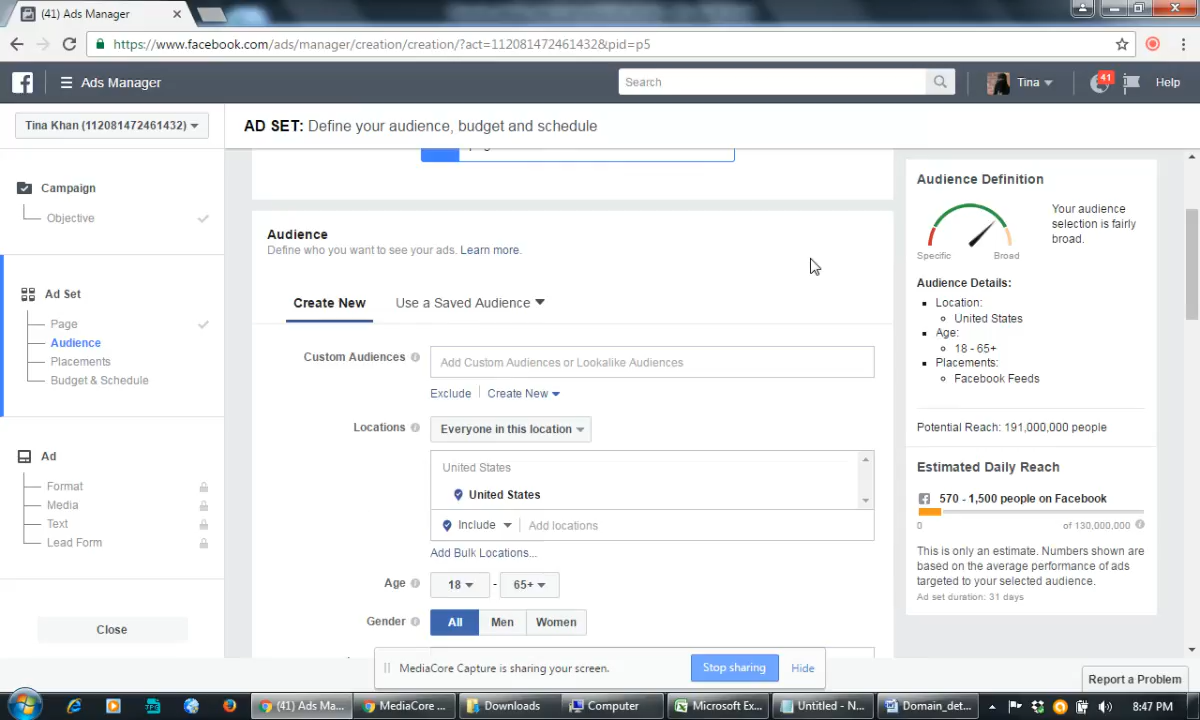 (41) Ads Manager
https://www.facebook.com/ads/manager/creation/creation/?act=112081472461432&pid=p5
Ads Manager
Search
Tina
41
Help
Tina Khan (112081472461432)
AD SET: Define your audience, budget and schedule
Campaign
Objective
Ad Set
Page
Audience
Placements
Budget & Schedule
Ad
Format
Media
Text
Lead Form
Close
Audience
Define who you want to see your ads. Learn more.
Create New
Use a Saved Audience
Custom Audiences
Add Custom Audiences or Lookalike Audiences
Exclude
Create New
Locations
Everyone in this location
United States
United States
Include
Add locations
Add Bulk Locations...
Age
18 - 65+
Gender
All
Men
Women
Audience Definition
Your audience
selection is fairly
broad.
Specific
Broad
Audience Details:
Location:
United States
Age:
18 - 65+
Placements:
Facebook Feeds
Potential Reach: 191,000,000 people
Estimated Daily Reach
570 - 1,500 people on Facebook
0
of 130,000,000
This is only an estimate. Numbers shown are
based on the average performance of ads
targeted to your selected audience.
Ad set duration: 31 days
MediaCore Capture is sharing your screen.
Stop sharing
Hide
Report a Problem
(41) Ads Ma...
MediaCore ...
Downloads
Computer
Microsoft Ex...
Untitled - N...
Domain_det...
8:47 PM